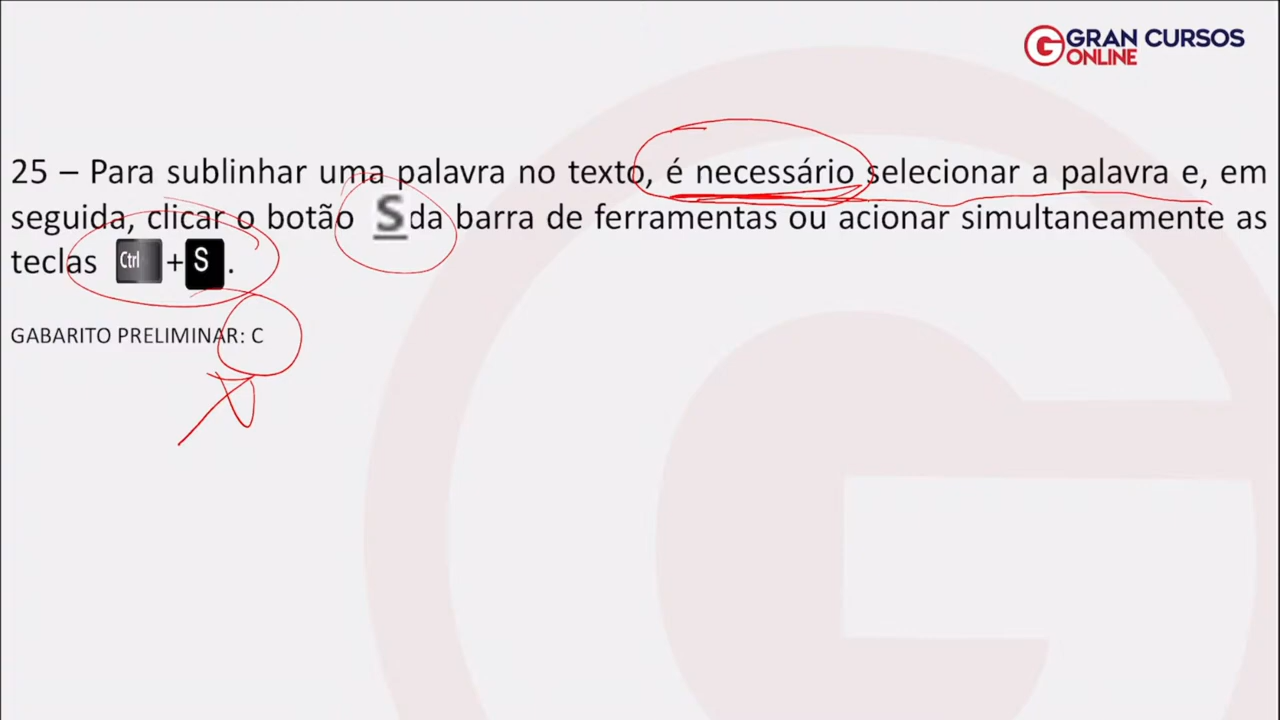 GRAN CURSOS
ONLINE
25 – Para sublinhar uma palavra no texto, é necessário selecionar a palavra e, em
seguida, clicar o botão S da barra de ferramentas ou acionar simultaneamente as
teclas Ctrl + S .
GABARITO PRELIMINAR: C